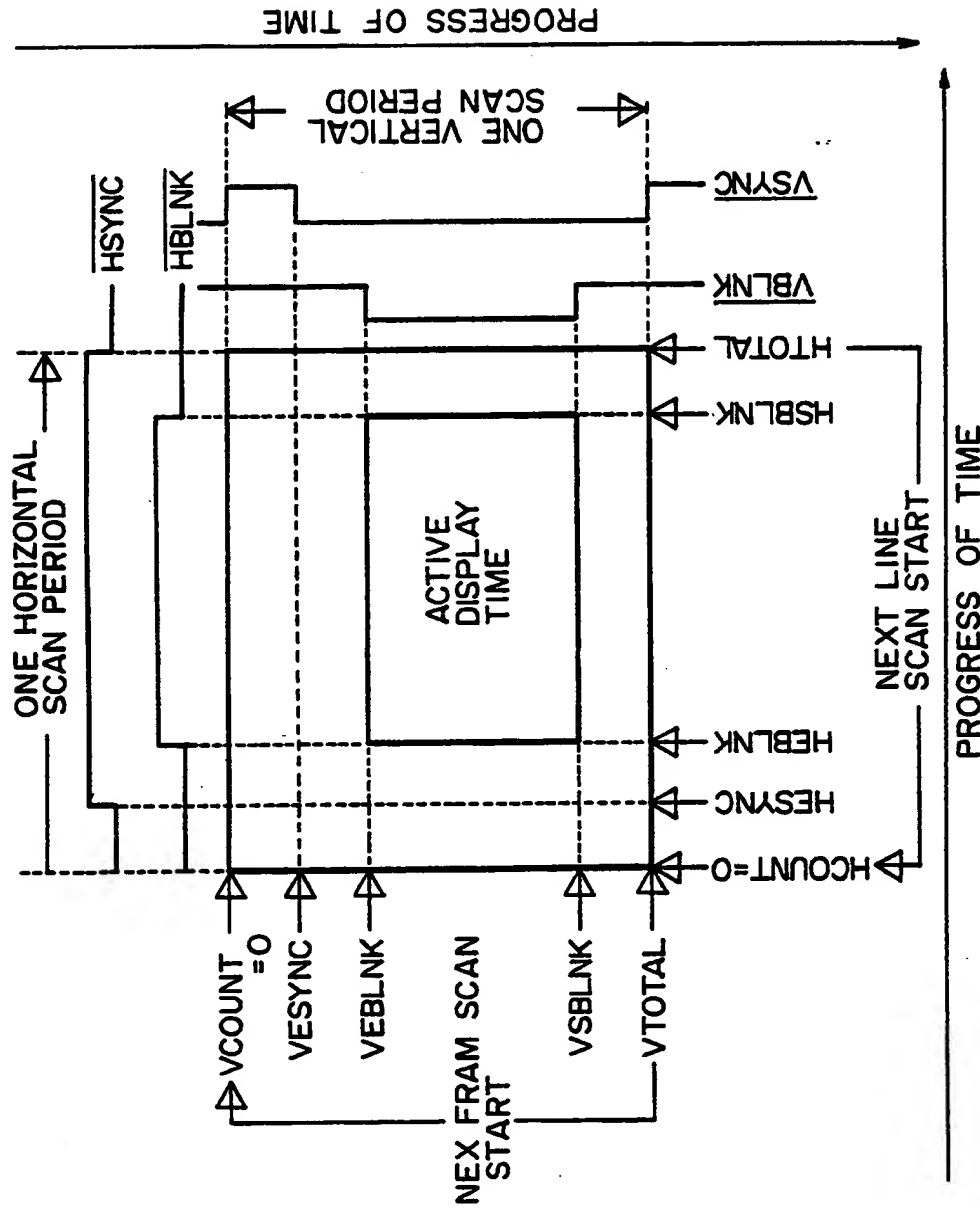 PROGRESS OF TIME
ONE HORIZONTAL
SCAN PERIOD
HSYNC
HBLNK
ONE VERTICAL
SCAN PERIOD
VCOUNT
=0
VESYNC
VEBLNK
VSBLNK
VTOTAL
NEX FRAM SCAN
START
ACTIVE
DISPLAY
TIME
VSYNC
VBLNK
HTOTAL
HSBLNK
HEBLNK
HESYNC
HCOUNT=0
NEXT LINE
SCAN START
PROGRESS OF TIME